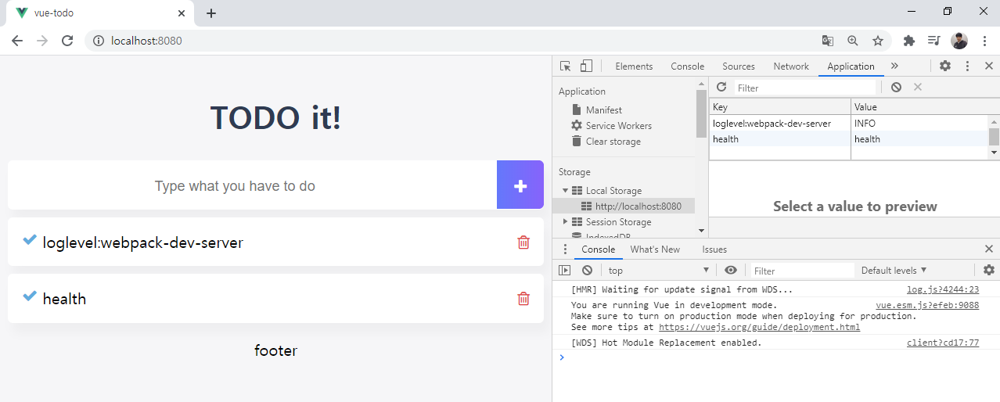 vue-todo
localhost:8080
TODO it!
Type what you have to do
loglevel:webpack-dev-server
health
footer
Elements Console Sources Network Application
Application
Manifest
Service Workers
Clear storage
Storage
Local Storage
http://localhost:8080
Session Storage
IndexedDB
Filter
Key Value
loglevel:webpack-dev-server INFO
health health
Select a value to preview
Console What's New Issues
top Filter Default levels
[HMR] Waiting for update signal from WDS... log.js?4244:23
You are running Vue in development mode. vue.esm.js?efeb:9088
Make sure to turn on production mode when deploying for production.
See more tips at https://vuejs.org/guide/deployment.html
[WDS] Hot Module Replacement enabled. client?cd17:77